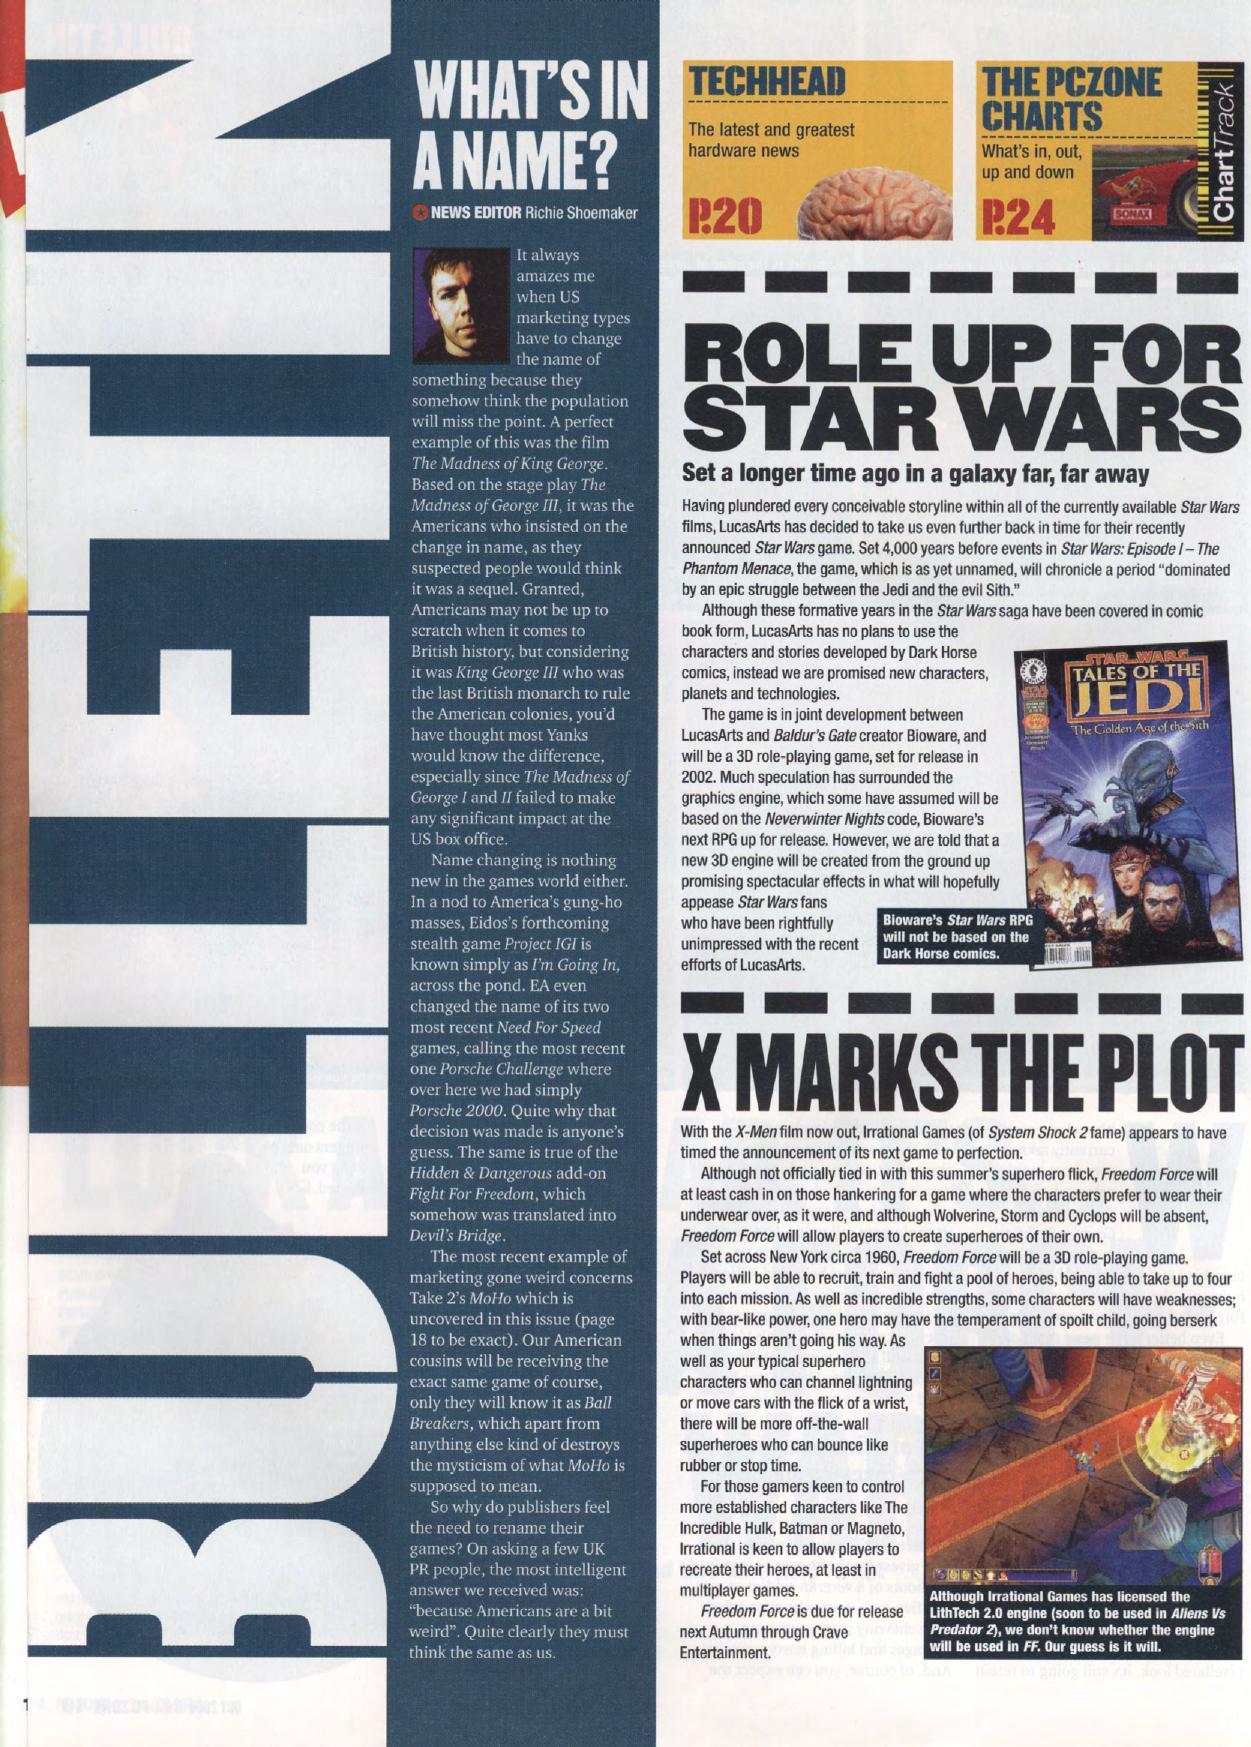 BULLETIN
WHAT'S IN
A NAME?
NEWS EDITOR Richie Shoemaker
It always
amazes me
when US
marketing types
have to change
the name of
something because they
somehow think the population
will miss the point. A perfect
example of this was the film
The Madness of King George.
Based on the stage play The
Madness of George III, it was the
Americans who insisted on the
change in name, as they
suspected people would think
it was a sequel. Granted,
Americans may not be up to
scratch when it comes to
British history, but considering
it was King George III who was
the last British monarch to rule
the American colonies, you'd
have thought most Yanks
would know the difference,
especially since The Madness of
George I and II failed to make
any significant impact at the
US box office.
Name changing is nothing
new in the games world either.
In a nod to America's gung-ho
masses, Eidos's forthcoming
stealth game Project IGI is
known simply as I'm Going In,
across the pond. EA even
changed the name of its two
most recent Need For Speed
games, calling the most recent
one Porsche Challenge where
over here we had simply
Porsche 2000. Quite why that
decision was made is anyone's
guess. The same is true of the
Hidden & Dangerous add-on
Fight For Freedom, which
somehow was translated into
Devil's Bridge.
The most recent example of
marketing gone weird concerns
Take 2's MoHo which is
uncovered in this issue (page
18 to be exact). Our American
cousins will be receiving the
exact same game of course,
only they will know it as Ball
Breakers, which apart from
anything else kind of destroys
the mysticism of what MoHo is
supposed to mean.
So why do publishers feel
the need to rename their
games? On asking a few UK
PR people, the most intelligent
answer we received was:
"because Americans are a bit
weird". Quite clearly they must
think the same as us.
TECHHEAD
The latest and greatest
hardware news
P.20
THE PCZONE
CHARTS
What's in, out,
up and down
P.24
SONAX
ChartTrack
ROLE UP FOR
STAR WARS
Set a longer time ago in a galaxy far, far away
Having plundered every conceivable storyline within all of the currently available Star Wars
films, LucasArts has decided to take us even further back in time for their recently
announced Star Wars game. Set 4,000 years before events in Star Wars: Episode I – The
Phantom Menace, the game, which is as yet unnamed, will chronicle a period "dominated
by an epic struggle between the Jedi and the evil Sith."
Although these formative years in the Star Wars saga have been covered in comic
book form, LucasArts has no plans to use the
characters and stories developed by Dark Horse
comics, instead we are promised new characters,
planets and technologies.
The game is in joint development between
LucasArts and Baldur's Gate creator Bioware, and
will be a 3D role-playing game, set for release in
2002. Much speculation has surrounded the
graphics engine, which some have assumed will be
based on the Neverwinter Nights code, Bioware's
next RPG up for release. However, we are told that a
new 3D engine will be created from the ground up
promising spectacular effects in what will hopefully
appease Star Wars fans
who have been rightfully
unimpressed with the recent
efforts of LucasArts.
STAR WARS
TALES OF THE
JEDI
The Golden Age of the Sith
Bioware's Star Wars RPG
will not be based on the
Dark Horse comics.
X MARKS THE PLOT
With the X-Men film now out, Irrational Games (of System Shock 2 fame) appears to have
timed the announcement of its next game to perfection.
Although not officially tied in with this summer's superhero flick, Freedom Force will
at least cash in on those hankering for a game where the characters prefer to wear their
underwear over, as it were, and although Wolverine, Storm and Cyclops will be absent,
Freedom Force will allow players to create superheroes of their own.
Set across New York circa 1960, Freedom Force will be a 3D role-playing game.
Players will be able to recruit, train and fight a pool of heroes, being able to take up to four
into each mission. As well as incredible strengths, some characters will have weaknesses;
with bear-like power, one hero may have the temperament of spoilt child, going berserk
when things aren't going his way. As
well as your typical superhero
characters who can channel lightning
or move cars with the flick of a wrist,
there will be more off-the-wall
superheroes who can bounce like
rubber or stop time.
For those gamers keen to control
more established characters like The
Incredible Hulk, Batman or Magneto,
Irrational is keen to allow players to
recreate their heroes, at least in
multiplayer games.
Freedom Force is due for release
next Autumn through Crave
Entertainment.
Although Irrational Games has licensed the
LithTech 2.0 engine (soon to be used in Aliens Vs
Predator 2), we don't know whether the engine
will be used in FF. Our guess is it will.